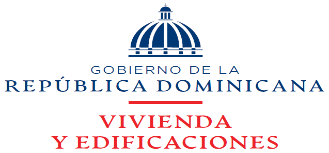 GOBIERNO DE LA
REPÚBLICA DOMINICANA
VIVIENDA
Y EDIFICACIONES